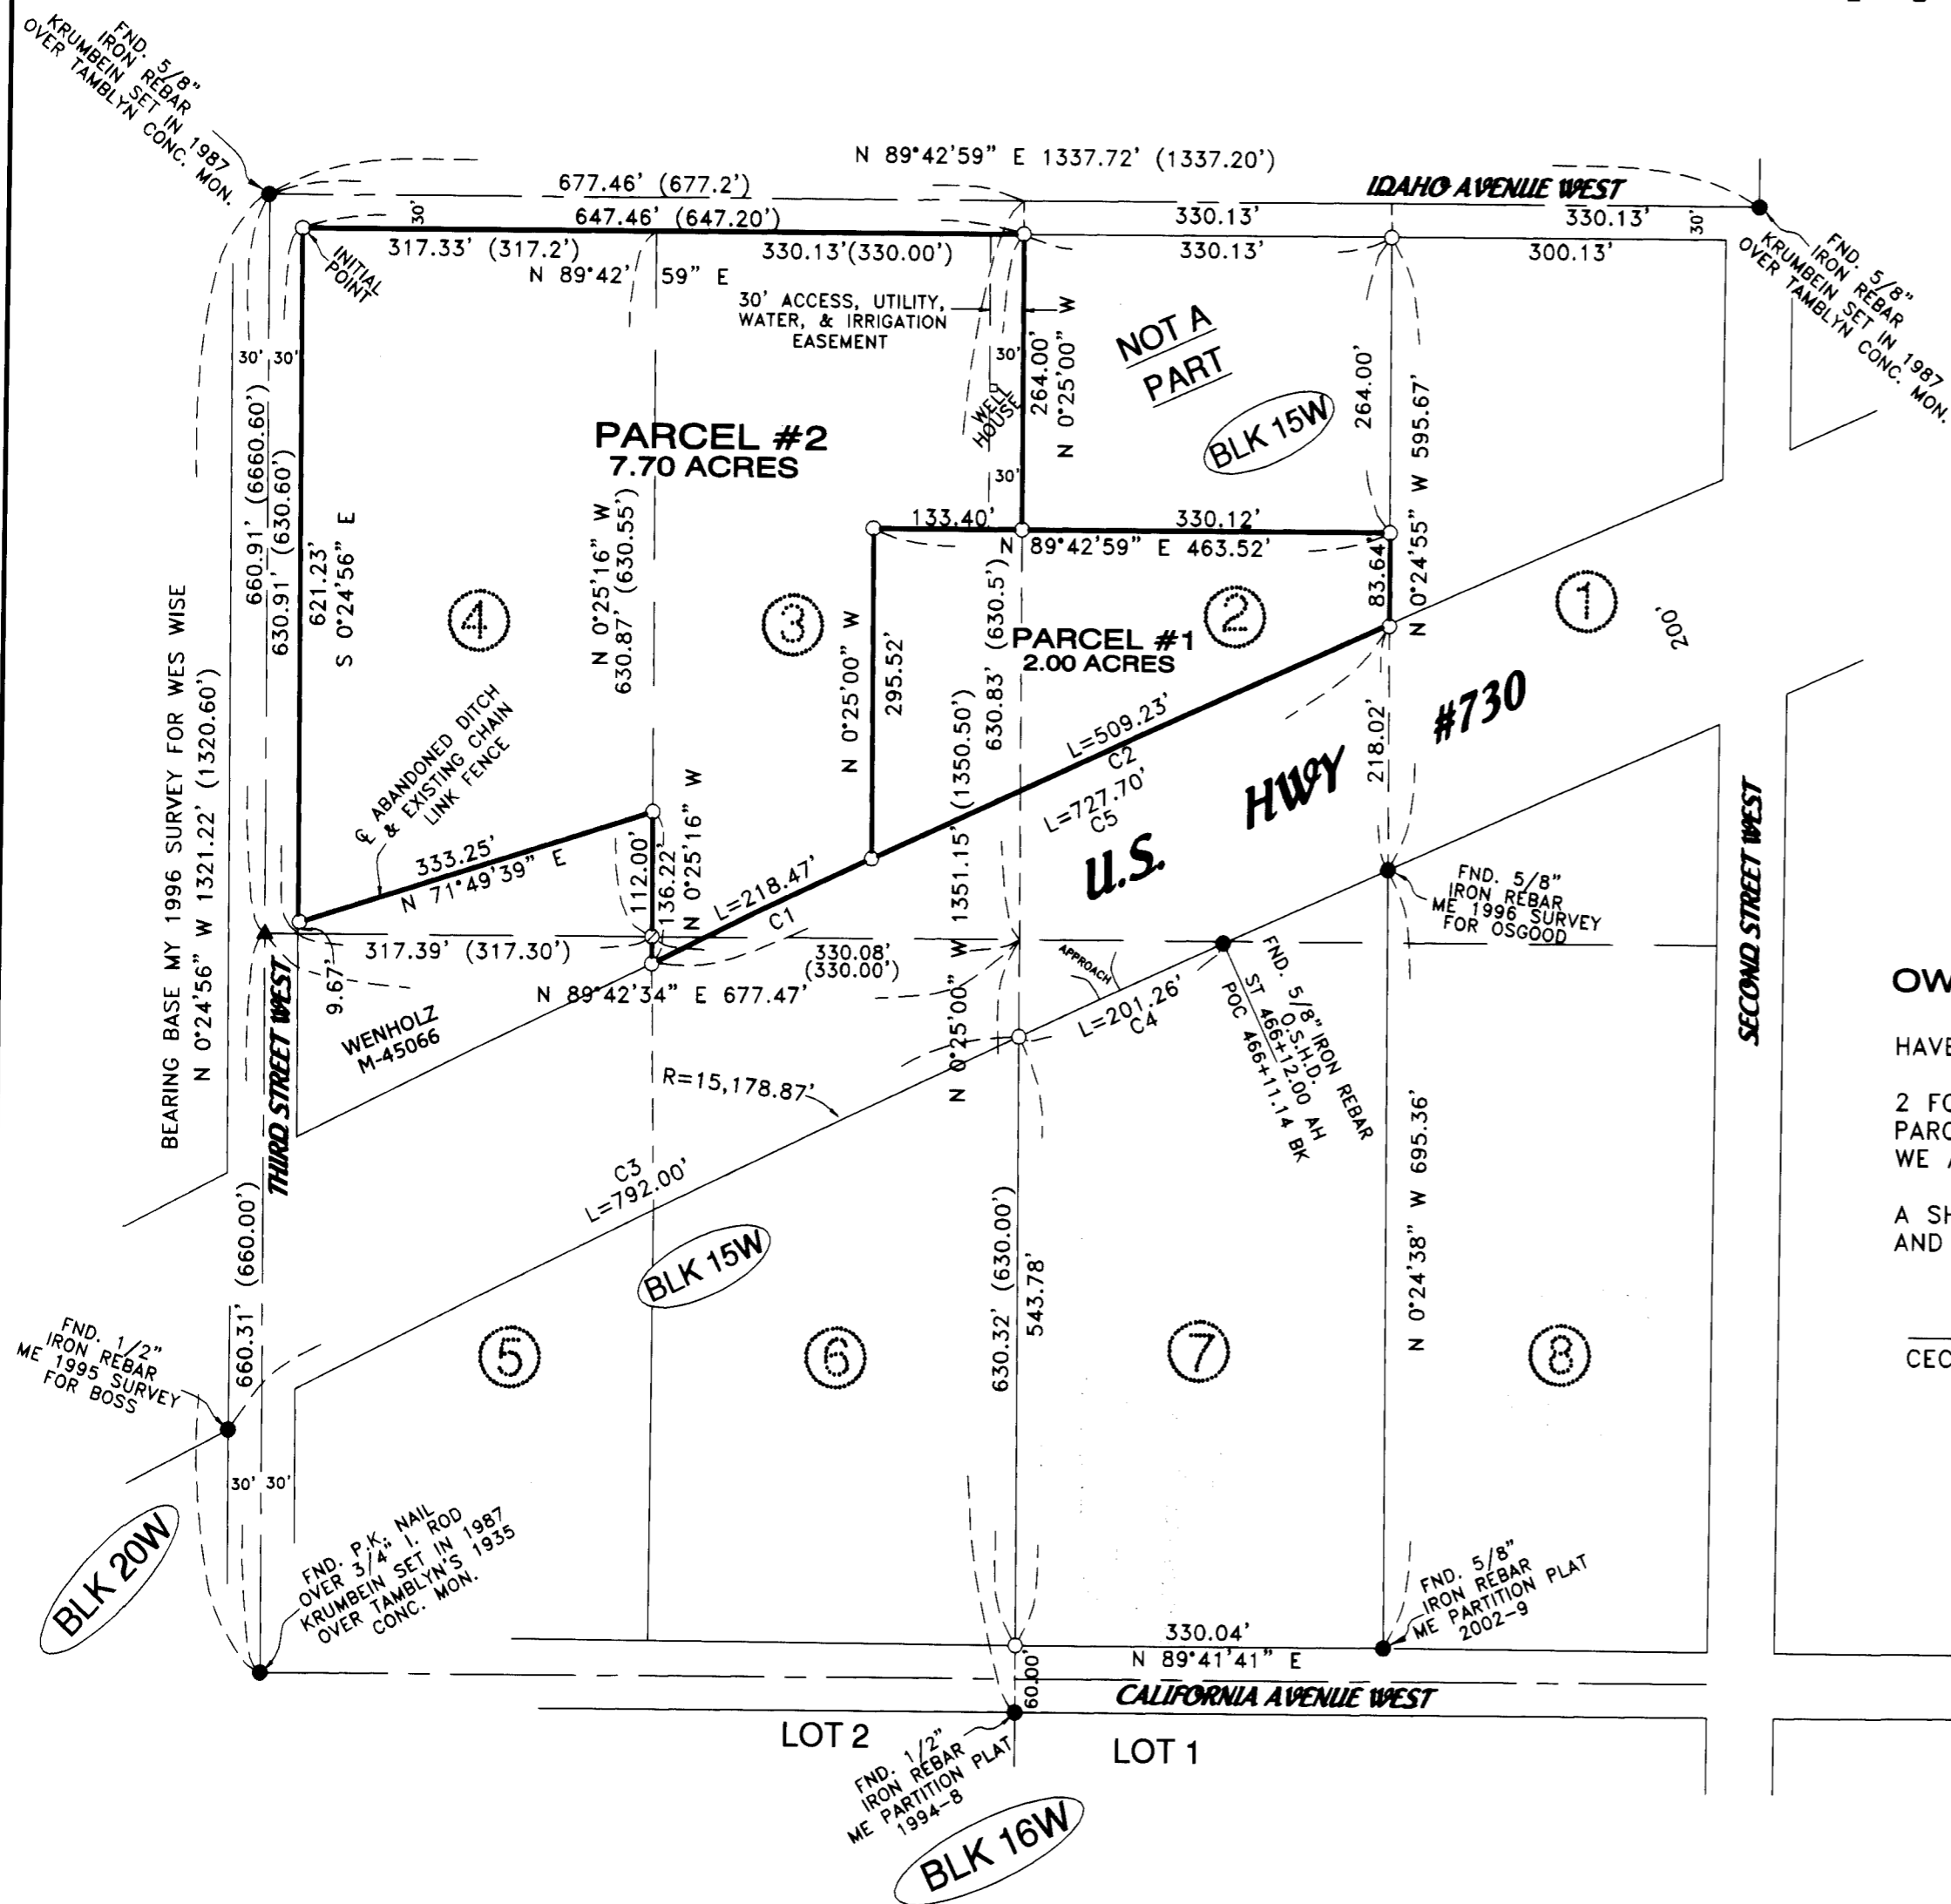 FND. 5/8"
IRON REBAR
KRUMBEIN SET IN 1987
OVER TAMBLYN CONC. MON.
N 89°42'59" E 1337.72' (1337.20')
677.46' (677.2')
IDAHO AVENUE WEST
647.46' (647.20')
30'
330.13'
330.13'
30'
317.33' (317.2')
330.13'(330.00')
330.13'
300.13'
N 89°42' 59" E
INITIAL
POINT
FND. 5/8"
IRON REBAR
KRUMBEIN SET IN 1987
OVER TAMBLYN CONC. MON.
30' ACCESS, UTILITY,
WATER, & IRRIGATION
EASEMENT
264.00'
N 0°25'00" W
NOT A
PART
BLK 15W
264.00'
N 0°24'55" W 595.67'
30' 30'
30'
WELL
HOUSE
30'
660.91' (6660.60')
630.91' (630.60')
621.23'
S 0°24'56" E
PARCEL #2
7.70 ACRES
N 0°25'16" W
630.87' (630.55')
133.40'
330.12'
N 89°42'59" E 463.52'
83.64'
BEARING BASE MY 1996 SURVEY FOR WES WISE
N 0°24'56" W 1321.22' (1320.60')
4
3
2
1
200'
N 0°25'00" W
295.52'
630.83' (630.5')
PARCEL #1
2.00 ACRES
L=509.23'
C2
L=727.70'
C5
U.S. HWY #730
218.02'
℄ ABANDONED DITCH
& EXISTING CHAIN
LINK FENCE
333.25'
N 71°49'39" E
112.00'
136.22'
N 0°25'16" W
L=218.47'
C1
N 0°25'00" W 1351.15' (1350.50')
FND. 5/8"
IRON REBAR
ME 1996 SURVEY
FOR OSGOOD
SECOND STREET WEST
317.39' (317.30')
330.08'
(330.00')
9.67'
N 89°42'34" E 677.47'
THIRD STREET WEST
WENHOLZ
M-45066
APPROACH
L=201.26'
C4
FND. 5/8" IRON REBAR
O.S.H.D.
ST 466+12.00 AH
POC 466+11.14 BK
R=15,178.87'
C3
L=792.00'
660.31' (660.00')
BLK 15W
630.32' (630.00')
543.78'
N 0°24'38" W 695.36'
5
6
7
8
FND. 1/2"
IRON REBAR
ME 1995 SURVEY
FOR BOSS
30' 30'
BLK 20W
FND. P.K. NAIL
OVER 3/4" I. ROD
KRUMBEIN SET IN 1987
OVER TAMBLYN'S 1935
CONC. MON.
FND. 5/8"
IRON REBAR
ME PARTITION PLAT
2002-9
330.04'
N 89°41'41" E
60.00'
CALIFORNIA AVENUE WEST
LOT 2
LOT 1
FND. 1/2"
IRON REBAR
ME PARTITION PLAT
1994-8
BLK 16W
OW
HAVE
2 FO
PARC
WE A
A SH
AND
CEC